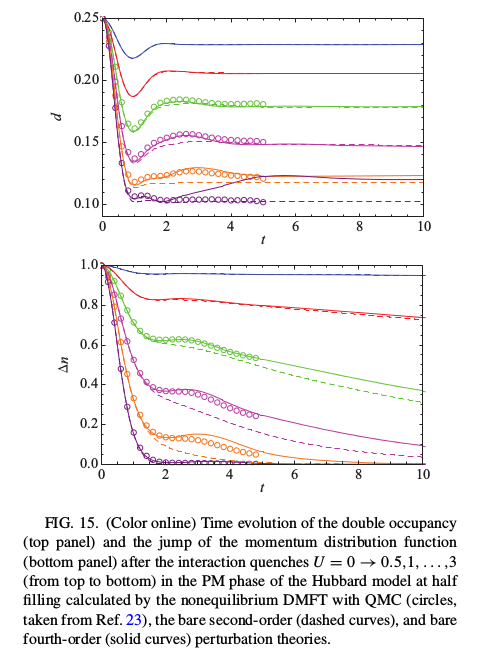 0.25
0.20
d
0.15
0.10
0 2 4 6 8 10
t
1.0
0.8
0.6
Δn
0.4
0.2
0.0
0 2 4 6 8 10
t
FIG. 15. (Color online) Time evolution of the double occupancy
(top panel) and the jump of the momentum distribution function
(bottom panel) after the interaction quenches U = 0 → 0.5,1, . . . ,3
(from top to bottom) in the PM phase of the Hubbard model at half
filling calculated by the nonequilibrium DMFT with QMC (circles,
taken from Ref. 23), the bare second-order (dashed curves), and bare
fourth-order (solid curves) perturbation theories.